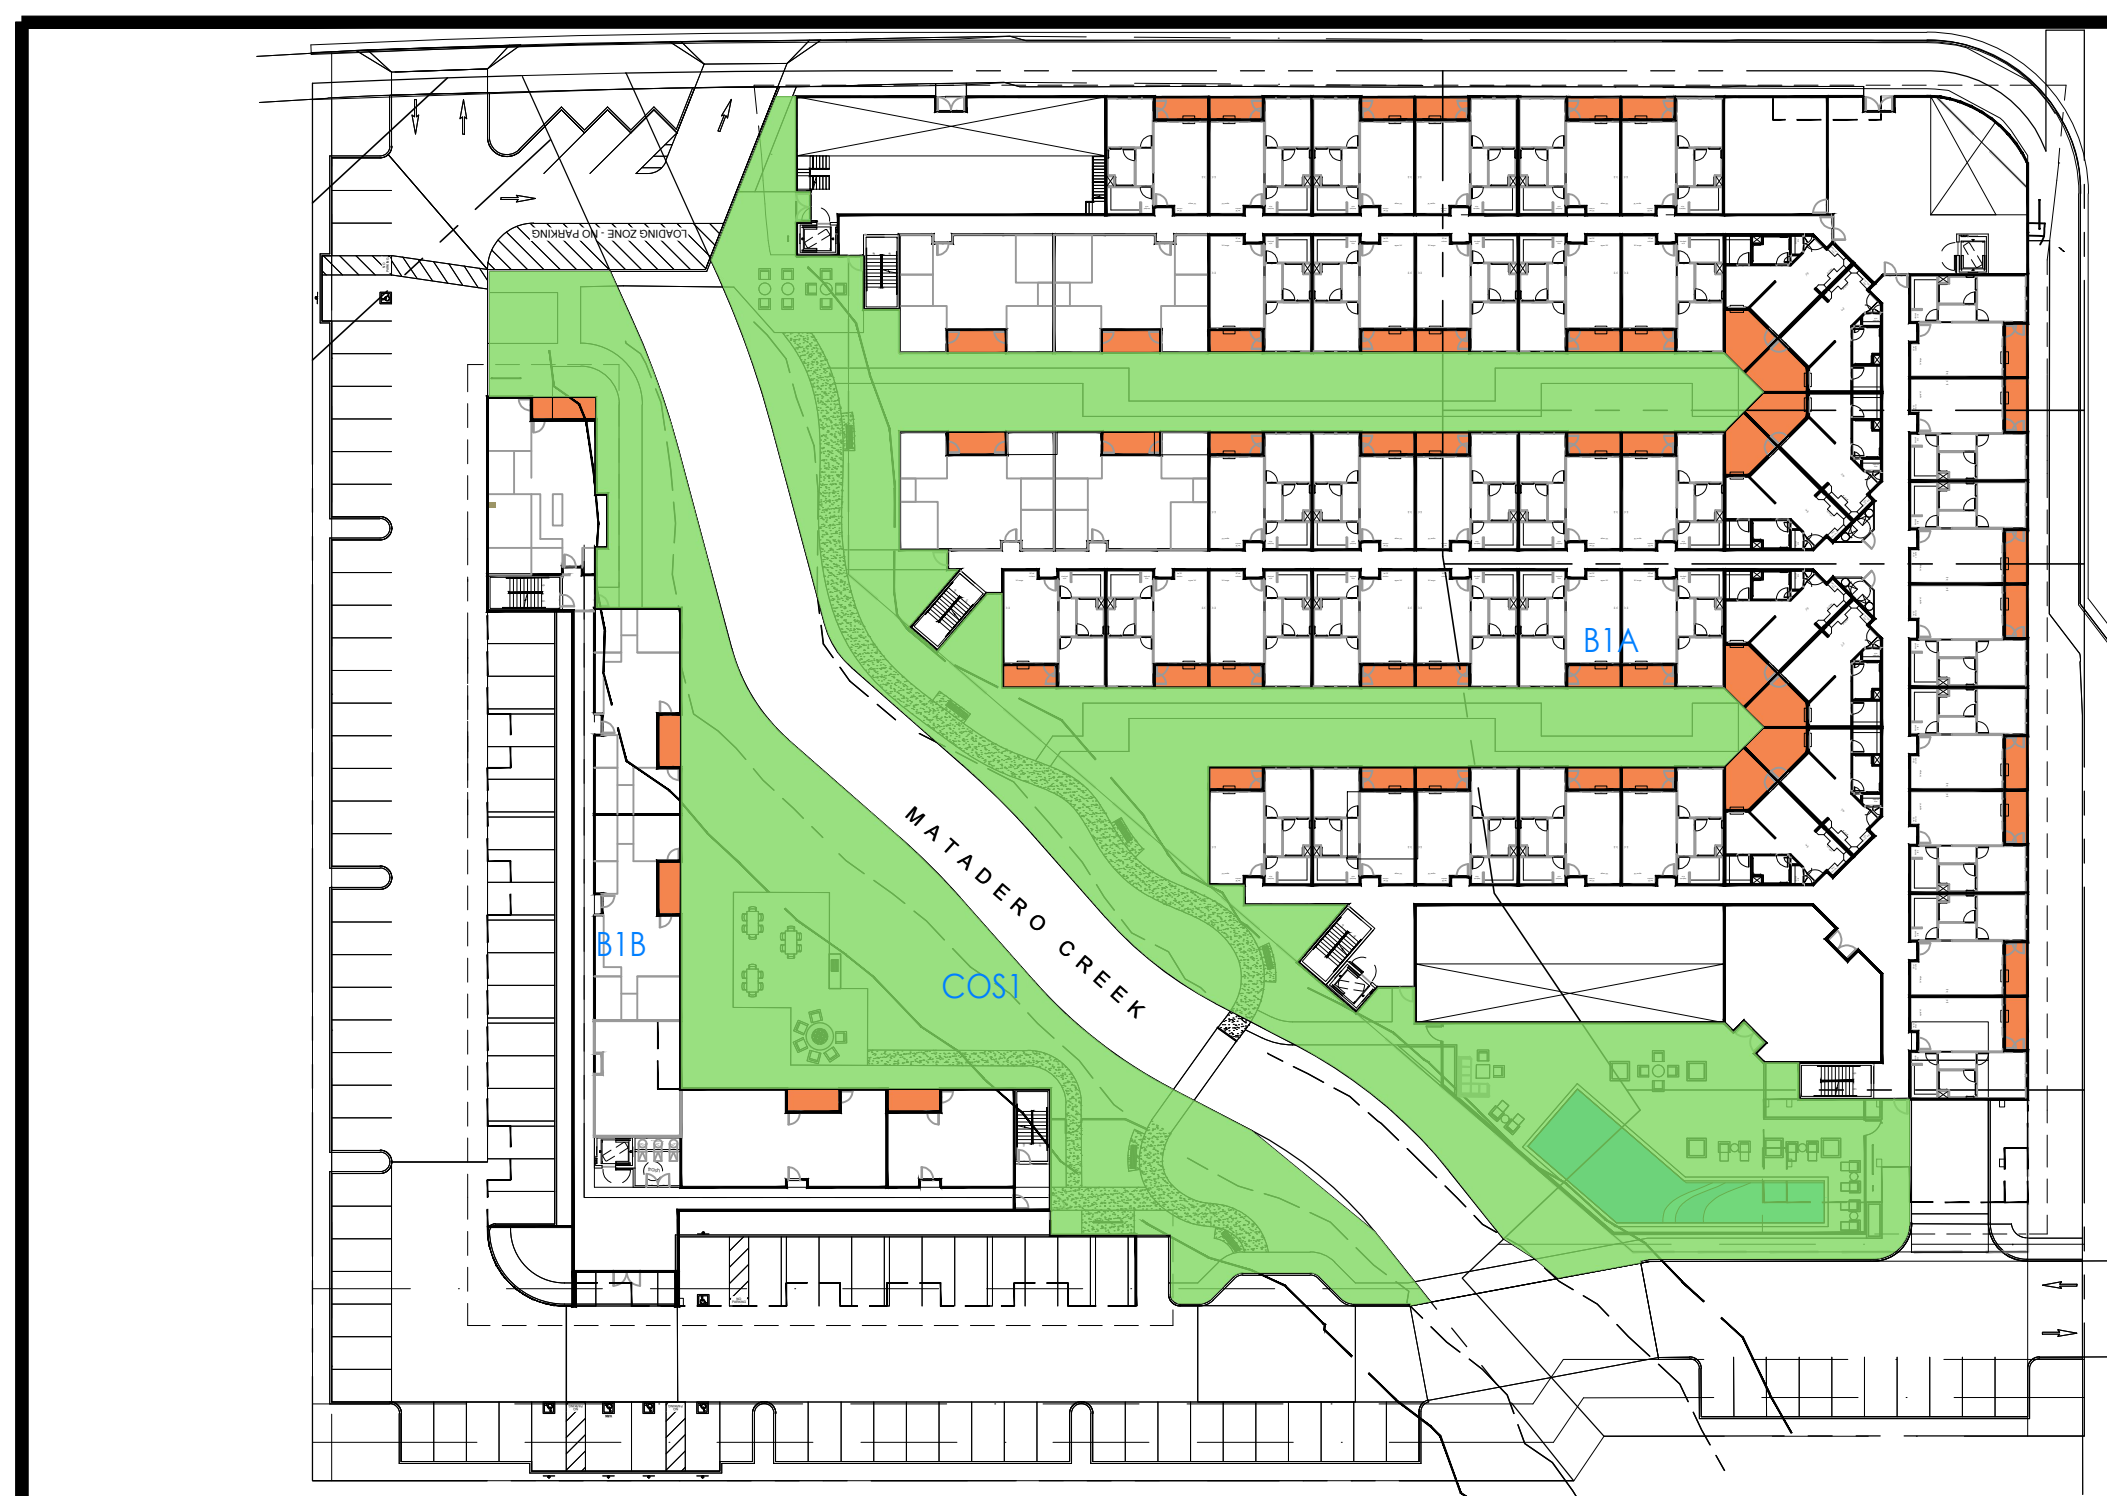 LOADING ZONE - NO PARKING
B1A
MATADERO CREEK
B1B
COS1